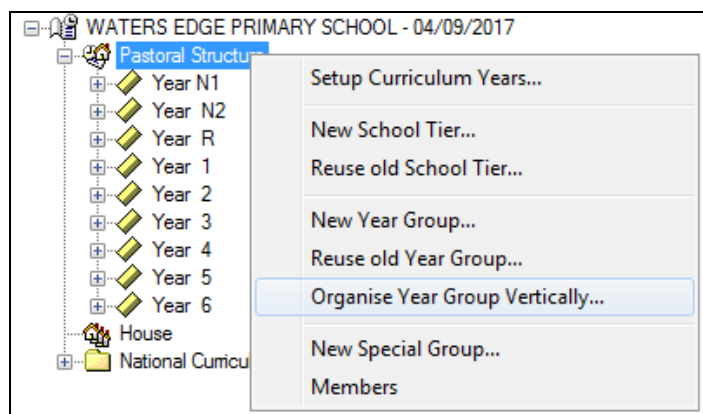 WATERS EDGE PRIMARY SCHOOL - 04/09/2017
Pastoral Structu
Year N1
Year N2
Year R
Year 1
Year 2
Year 3
Year 4
Year 5
Year 6
House
National Curricu
Setup Curriculum Years...
New School Tier...
Reuse old School Tier...
New Year Group...
Reuse old Year Group...
Organise Year Group Vertically...
New Special Group...
Members